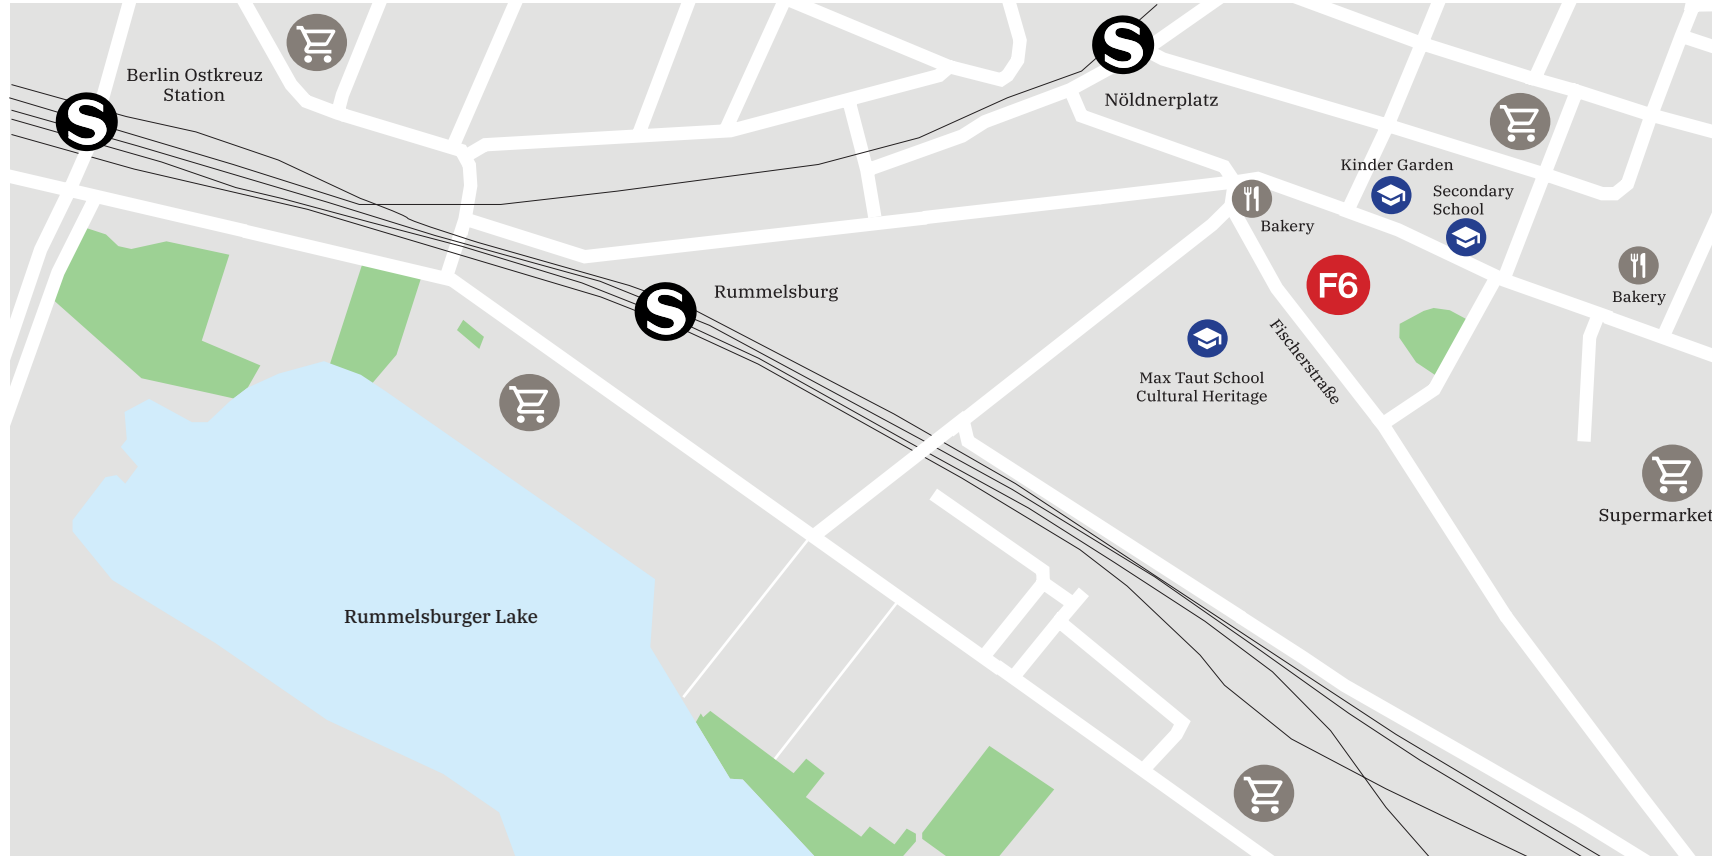 S
Berlin Ostkreuz
Station
S
Nöldnerplatz
Kinder Garden
Secondary
School
Bakery
F6
Bakery
S
Rummelsburg
Fischerstraße
Max Taut School
Cultural Heritage
Supermarket
Rummelsburger Lake